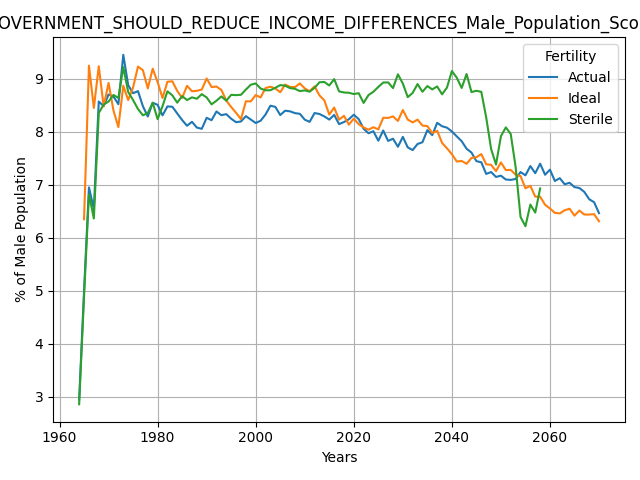 OVERNMENT_SHOULD_REDUCE_INCOME_DIFFERENCES_Male_Population_Sco
Fertility
Actual
Ideal
Sterile
% of Male Population
9
8
7
6
5
4
3
1960 1980 2000 2020 2040 2060
Years